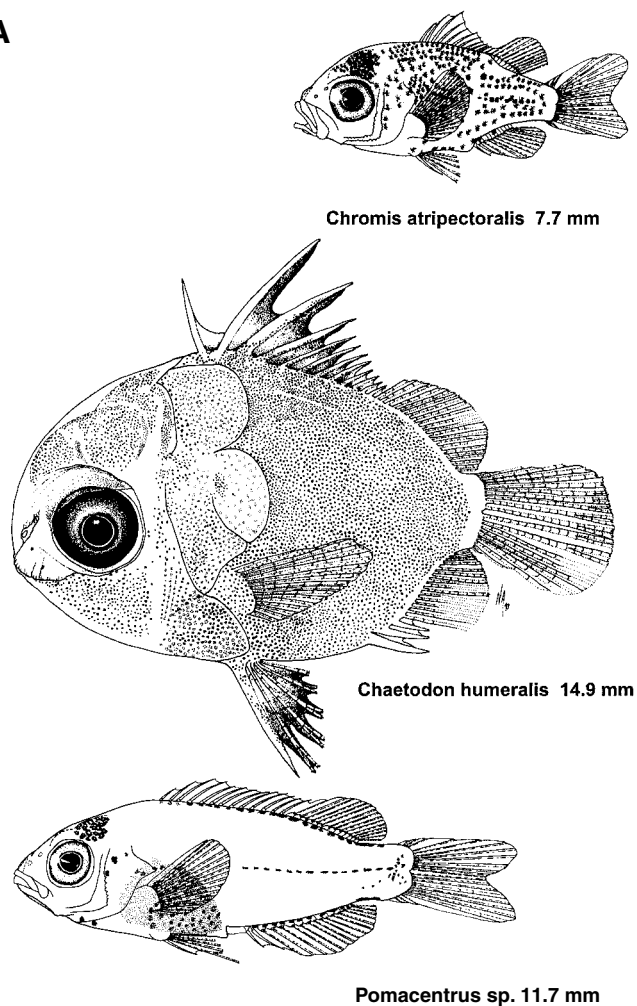 A
Chromis atripectoralis 7.7 mm
Chaetodon humeralis 14.9 mm
Pomacentrus sp. 11.7 mm